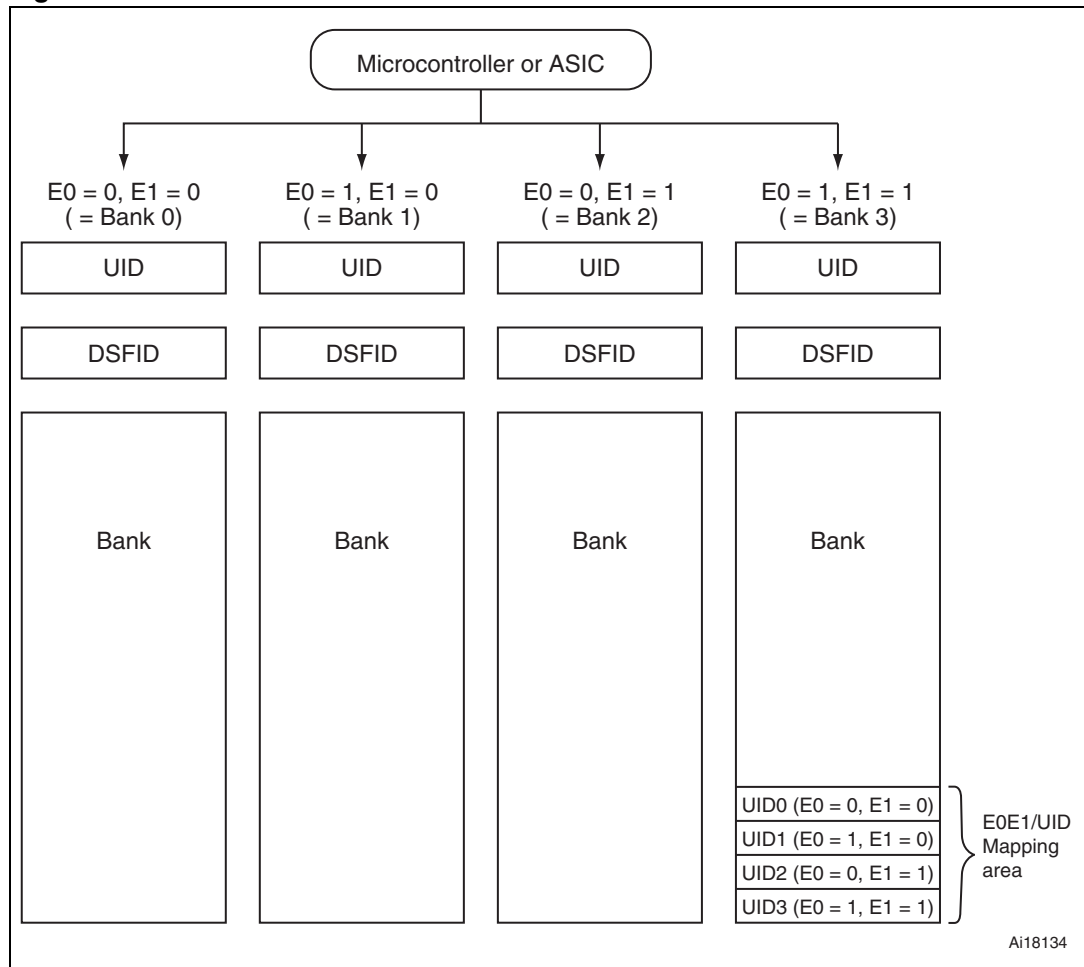 Microcontroller or ASIC
E0 = 0, E1 = 0
( = Bank 0)
E0 = 1, E1 = 0
( = Bank 1)
E0 = 0, E1 = 1
( = Bank 2)
E0 = 1, E1 = 1
( = Bank 3)
UID
UID
UID
UID
DSFID
DSFID
DSFID
DSFID
Bank
Bank
Bank
Bank
UID0 (E0 = 0, E1 = 0)
UID1 (E0 = 1, E1 = 0)
UID2 (E0 = 0, E1 = 1)
UID3 (E0 = 1, E1 = 1)
E0E1/UID
Mapping
area
Ai18134